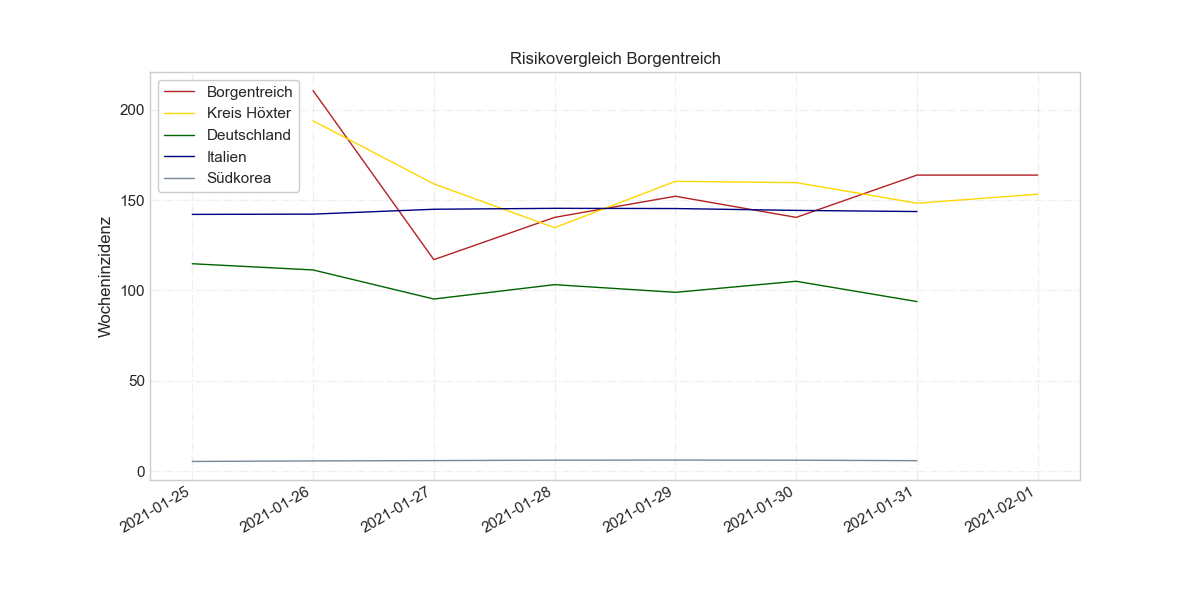 Risikovergleich Borgentreich
Borgentreich
Kreis Höxter
Deutschland
Italien
Südkorea
Wocheninzidenz
200
150
100
50
0
2021-01-25
2021-01-26
2021-01-27
2021-01-28
2021-01-29
2021-01-30
2021-01-31
2021-02-01